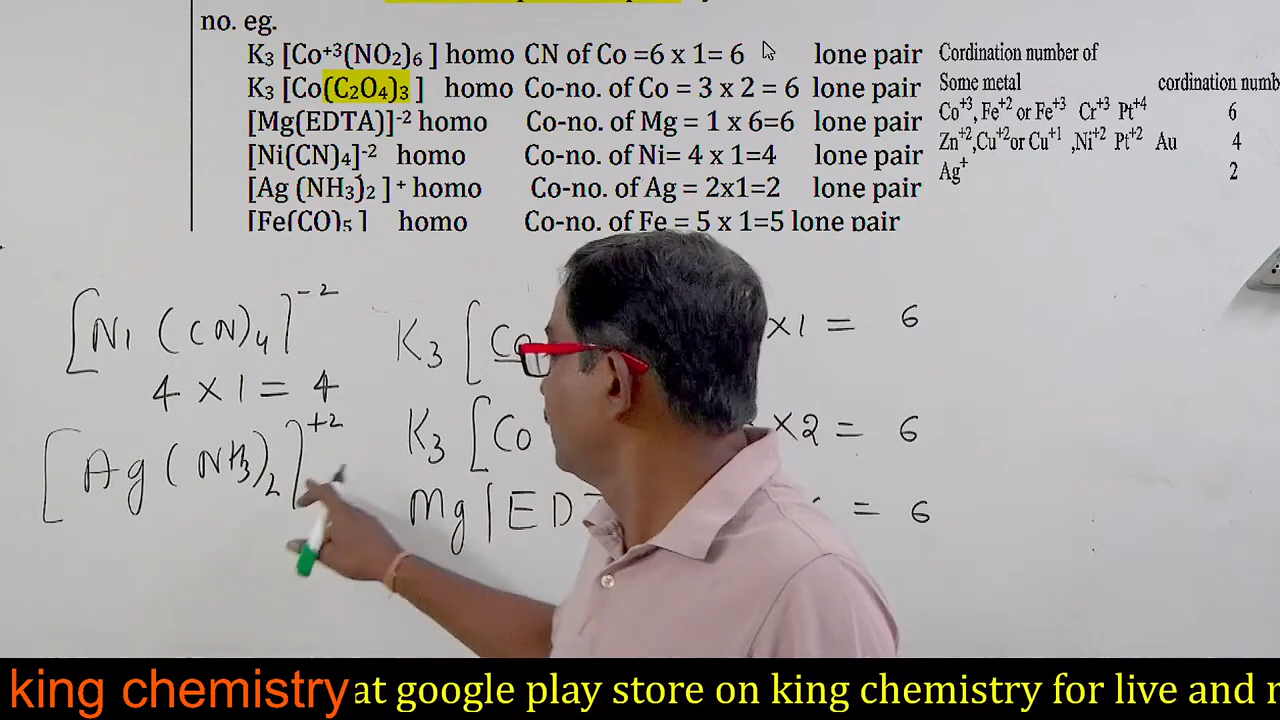 no. eg.
K₃ [Co⁺³(NO₂)₆ ] homo CN of Co =6 x 1= 6 lone pair
K₃ [Co(C₂O₄)₃ ] homo Co-no. of Co = 3 x 2 = 6 lone pair
[Mg(EDTA)]⁻² homo Co-no. of Mg = 1 x 6=6 lone pair
[Ni(CN)₄]⁻² homo Co-no. of Ni= 4 x 1=4 lone pair
[Ag (NH₃)₂ ]⁺ homo Co-no. of Ag = 2x1=2 lone pair
[Fe(CO)₅ ] homo Co-no. of Fe = 5 x 1=5 lone pair
Cordination number of
Some metal cordination numb
Co⁺³, Fe⁺² or Fe⁺³ Cr⁺³ Pt⁺⁴ 6
Zn⁺²,Cu⁺²or Cu⁺¹ ,Ni⁺² Pt⁺² Au 4
Ag⁺ 2
[Ni (CN)₄]⁻²
4 x 1 = 4
[Ag (NH₃)₂]⁺²
K₃ [Co x1 = 6
K₃ [Co x2 = 6
Mg [ED = 6
king chemistry at google play store on king chemistry for live and r